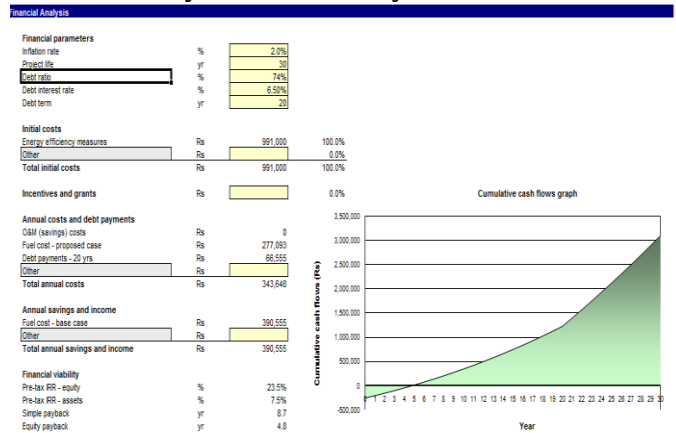 Financial Analysis
Financial parameters
Inflation rate % 2.0%
Project life yr 30
Debt ratio % 74%
Debt interest rate % 6.50%
Debt term yr 20
Initial costs
Energy efficiency measures Rs 991,000 100.0%
Other Rs 0.0%
Total initial costs Rs 991,000 100.0%
Incentives and grants Rs 0.0%
Annual costs and debt payments
O&M (savings) costs Rs 0
Fuel cost - proposed case Rs 277,093
Debt payments - 20 yrs Rs 66,555
Other Rs
Total annual costs Rs 343,648
Annual savings and income
Fuel cost - base case Rs 390,555
Other Rs
Total annual savings and income Rs 390,555
Financial viability
Pre-tax IRR - equity % 23.5%
Pre-tax IRR - assets % 7.5%
Simple payback yr 8.7
Equity payback yr 4.8
Cumulative cash flows graph
Cumulative cash flows (Rs)
3,500,000
3,000,000
2,500,000
2,000,000
1,500,000
1,000,000
500,000
0
-500,000
0 1 2 3 4 5 6 7 8 9 10 11 12 13 14 15 16 17 18 19 20 21 22 23 24 25 26 27 28 29 30
Year